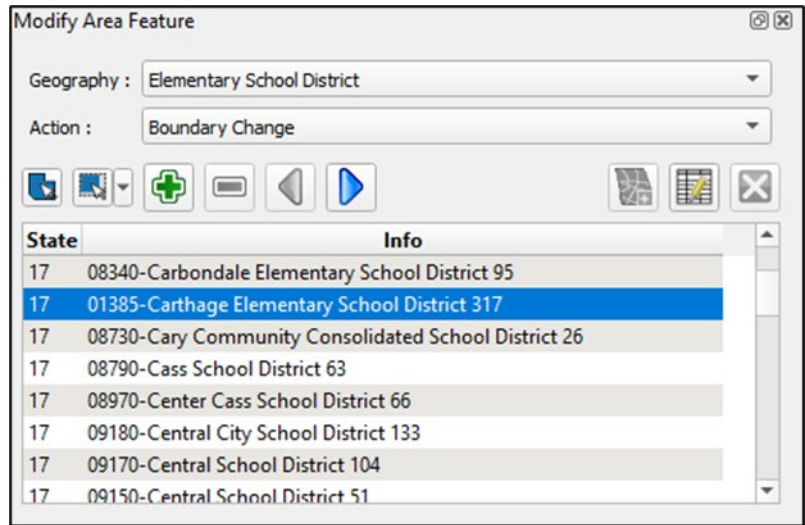 Modify Area Feature
Geography : Elementary School District
Action : Boundary Change
State Info
17 08340-Carbondale Elementary School District 95
17 01385-Carthage Elementary School District 317
17 08730-Cary Community Consolidated School District 26
17 08790-Cass School District 63
17 08970-Center Cass School District 66
17 09180-Central City School District 133
17 09170-Central School District 104
17 09150-Central School District 51